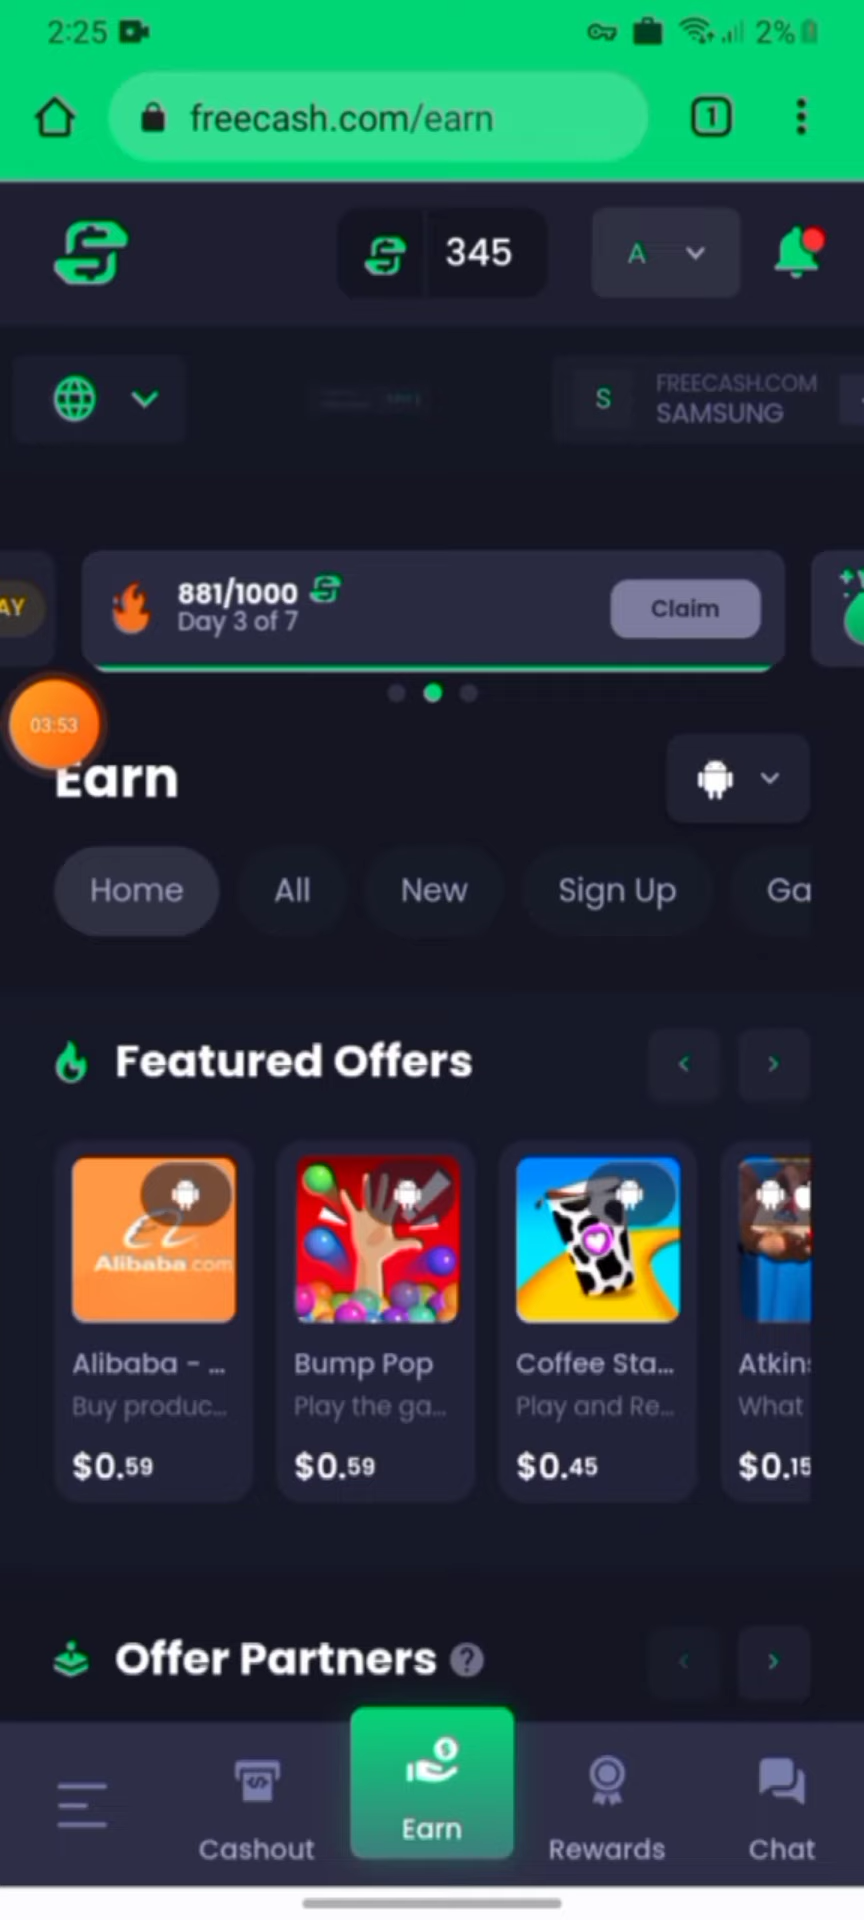 2:25 2%
freecash.com/earn 1
345 A
S FREECASH.COM
SAMSUNG
AY 881/1000
Day 3 of 7 Claim
03:53
Earn
Home All New Sign Up Ga
Featured Offers
Alibaba.com
Alibaba - ... Bump Pop Coffee Sta... Atkin
Buy produc... Play the ga... Play and Re... What
$0.59 $0.59 $0.45 $0.15
Offer Partners ?
Cashout Earn Rewards Chat